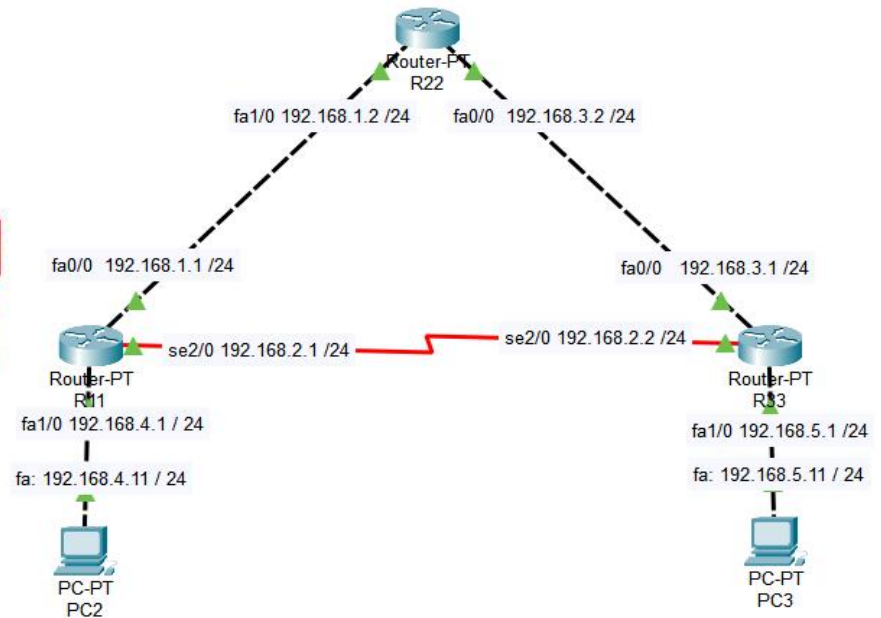 Router-PT
R22
fa1/0 192.168.1.2 /24
fa0/0 192.168.3.2 /24
fa0/0 192.168.1.1 /24
fa0/0 192.168.3.1 /24
se2/0 192.168.2.1 /24
se2/0 192.168.2.2 /24
Router-PT
R11
Router-PT
R33
fa1/0 192.168.4.1 / 24
fa1/0 192.168.5.1 /24
fa: 192.168.4.11 / 24
fa: 192.168.5.11 / 24
PC-PT
PC2
PC-PT
PC3